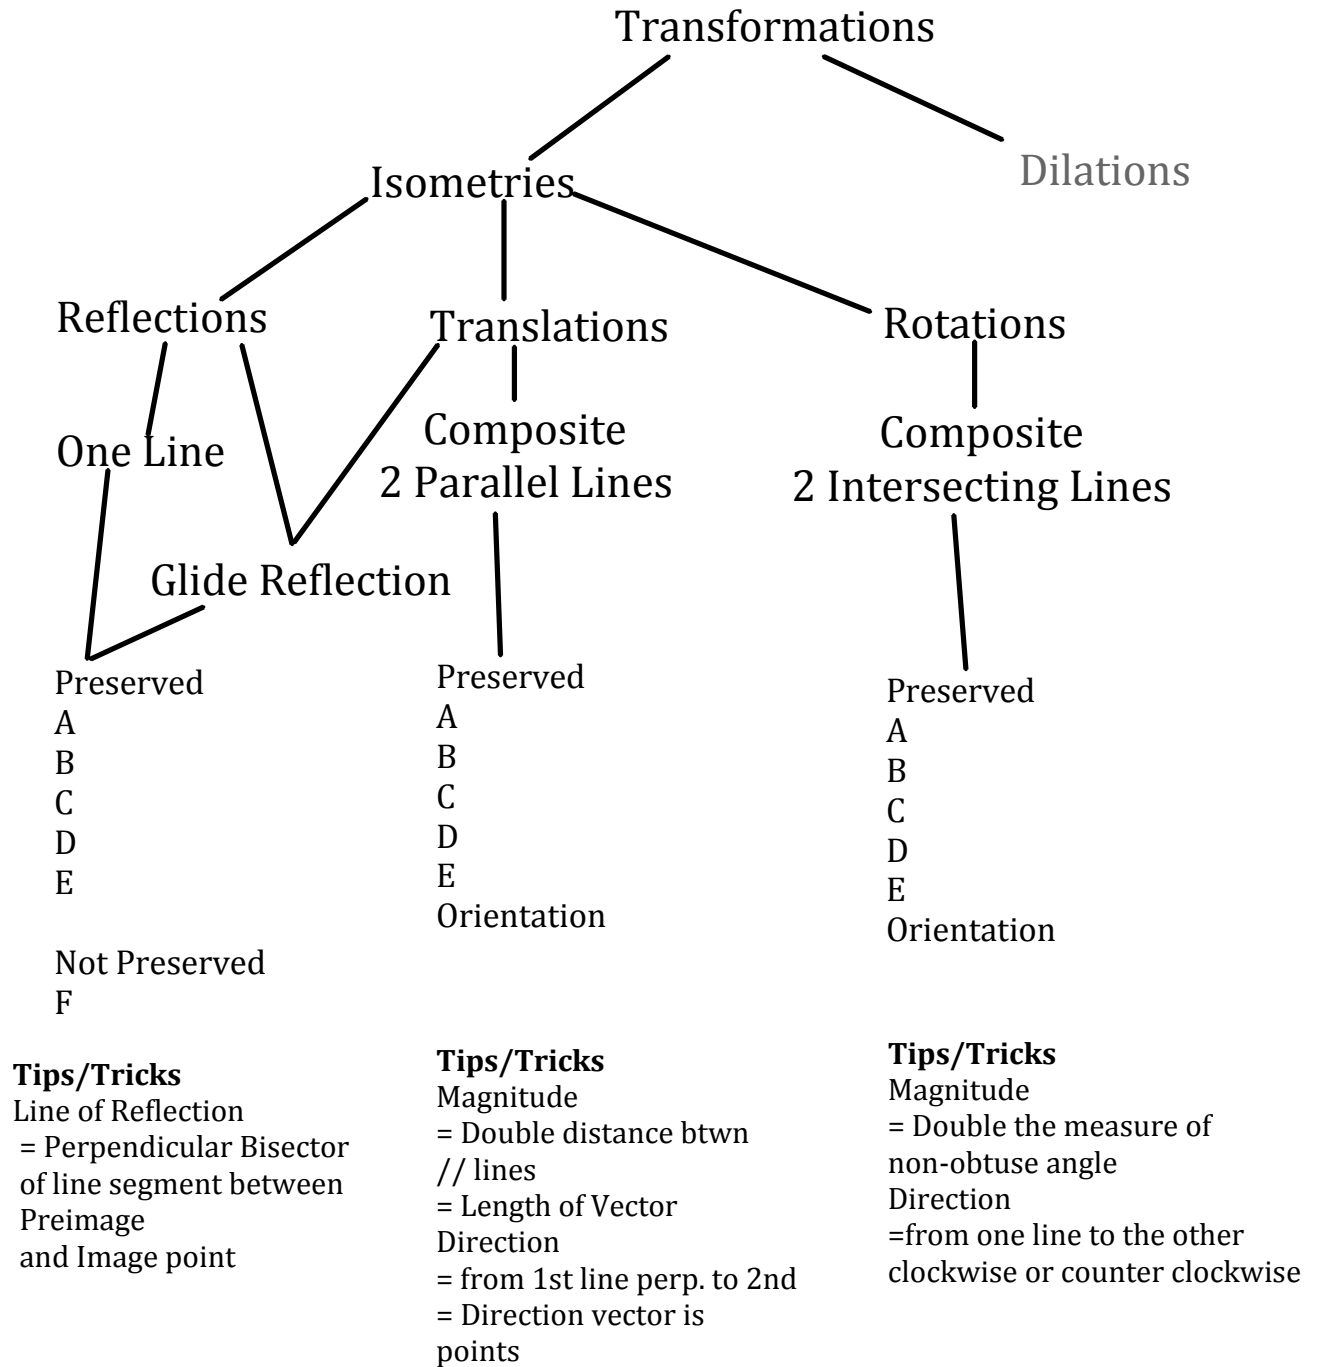 Transformations
Isometries
Dilations
Reflections
Translations
Rotations
One Line
Composite
2 Parallel Lines
Composite
2 Intersecting Lines
Glide Reflection
Preserved
A
B
C
D
E
Not Preserved
F
Preserved
A
B
C
D
E
Orientation
Preserved
A
B
C
D
E
Orientation
Tips/Tricks
Line of Reflection
= Perpendicular Bisector
of line segment between
Preimage
and Image point
Tips/Tricks
Magnitude
= Double distance btwn
// lines
= Length of Vector
Direction
= from 1st line perp. to 2nd
= Direction vector is
points
Tips/Tricks
Magnitude
= Double the measure of
non-obtuse angle
Direction
=from one line to the other
clockwise or counter clockwise